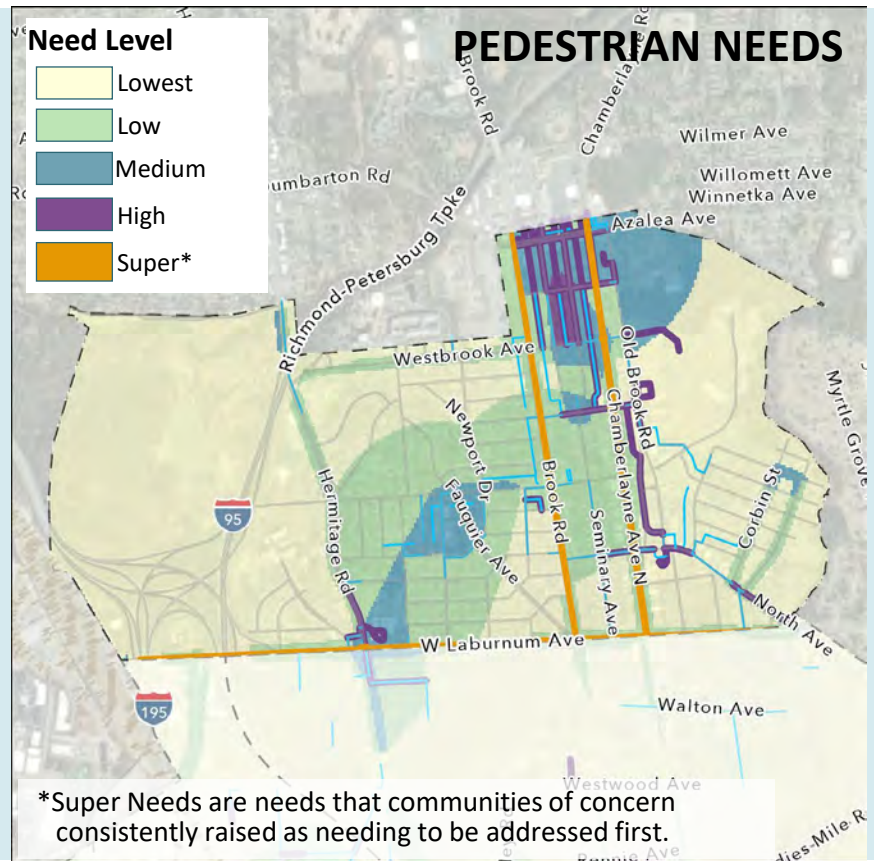 PEDESTRIAN NEEDS
Need Level
Lowest
Low
Medium
High
Super*
Brook Rd
Chamberlayne Rd
Wilmer Ave
Willomett Ave
Winnetka Ave
Azalea Ave
Richmond-Petersburg Tpke
Westbrook Ave
Old Brook Rd
Myrtle Grove
Newport Dr
Fauquier Ave
Hermitage Rd
Brook Rd
Seminary Ave
Chamberlayne Ave N
Corbin St
North Ave
95
W Laburnum Ave
195
Walton Ave
Westwood Ave
*Super Needs are needs that communities of concern
consistently raised as needing to be addressed first.